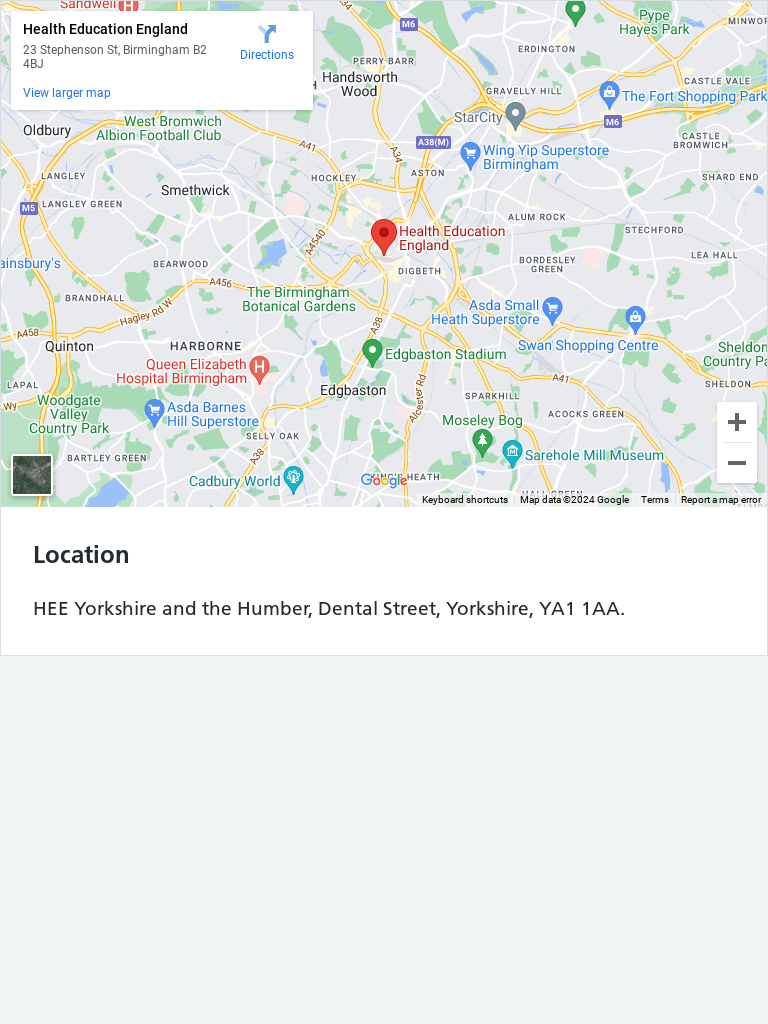 Sandwell
M6
Pype
Hayes Park
MINWOR
Health Education England
23 Stephenson St, Birmingham B2
4BJ
Directions
View larger map
ERDINGTON
PERRY BARR
H
Handsworth
Wood
A34
CASTLE VALE
GRAVELLY HILL
The Fort Shopping Park
StarCity
M6
West Bromwich
Albion Football Club
Oldbury
A41
A38(M)
A34
CASTLE
BROMWICH
Wing Yip Superstore
Birmingham
LANGLEY
ASTON
HOCKLEY
SHARD END
Smethwick
M5
LANGLEY GREEN
ALUM ROCK
STECHFORD
Health Education
England
A4540
ainsbury's
BEARWOOD
DIGBETH
BORDESLEY
GREEN
LEA HALL
A456
BRANDHALL
The Birmingham
Botanical Gardens
Hagley Rd W
Asda Small
Heath Superstore
A38
A458
Quinton
HARBORNE
Edgbaston Stadium
Swan Shopping Centre
Sheldon
Country Pa
Queen Elizabeth
Hospital Birmingham
H
LAPAL
Edgbaston
A41
SHELDON
Alcester Rd
SPARKHILL
Woodgate
Valley
Country Park
Wy
Asda Barnes
Hill Superstore
Moseley Bog
ACOCKS GREEN
SELLY OAK
BARTLEY GREEN
A38
Sarehole Mill Museum
Cadbury World
KING'S HEATH
Google
HALL GREEN
Keyboard shortcuts
Map data ©2024 Google
Terms
Report a map error
Location
HEE Yorkshire and the Humber, Dental Street, Yorkshire, YA1 1AA.